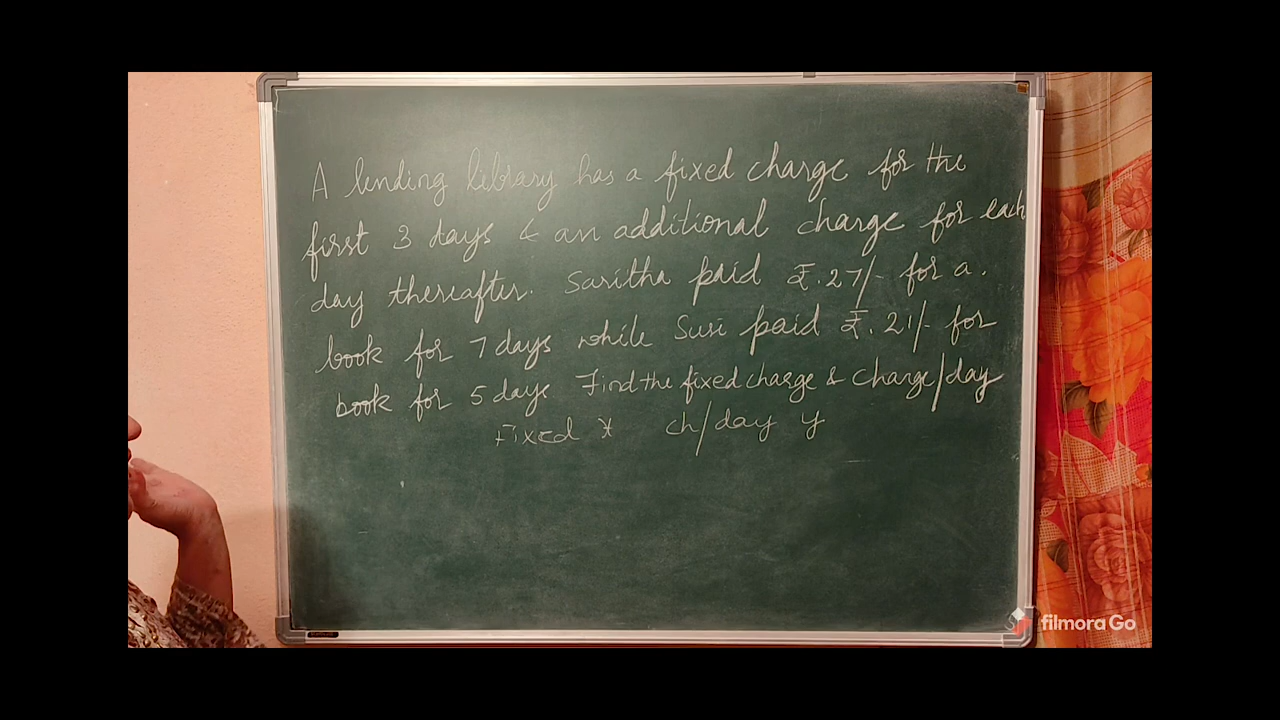 A lending library has a fixed charge for the
first 3 days & an additional charge for each
day thereafter. Saritha paid ₹.27/- for a.
book for 7 days while Susi paid ₹.21/- for
book for 5 days Find the fixed charge & charge/day
Fixed x ch/day y
filmora Go